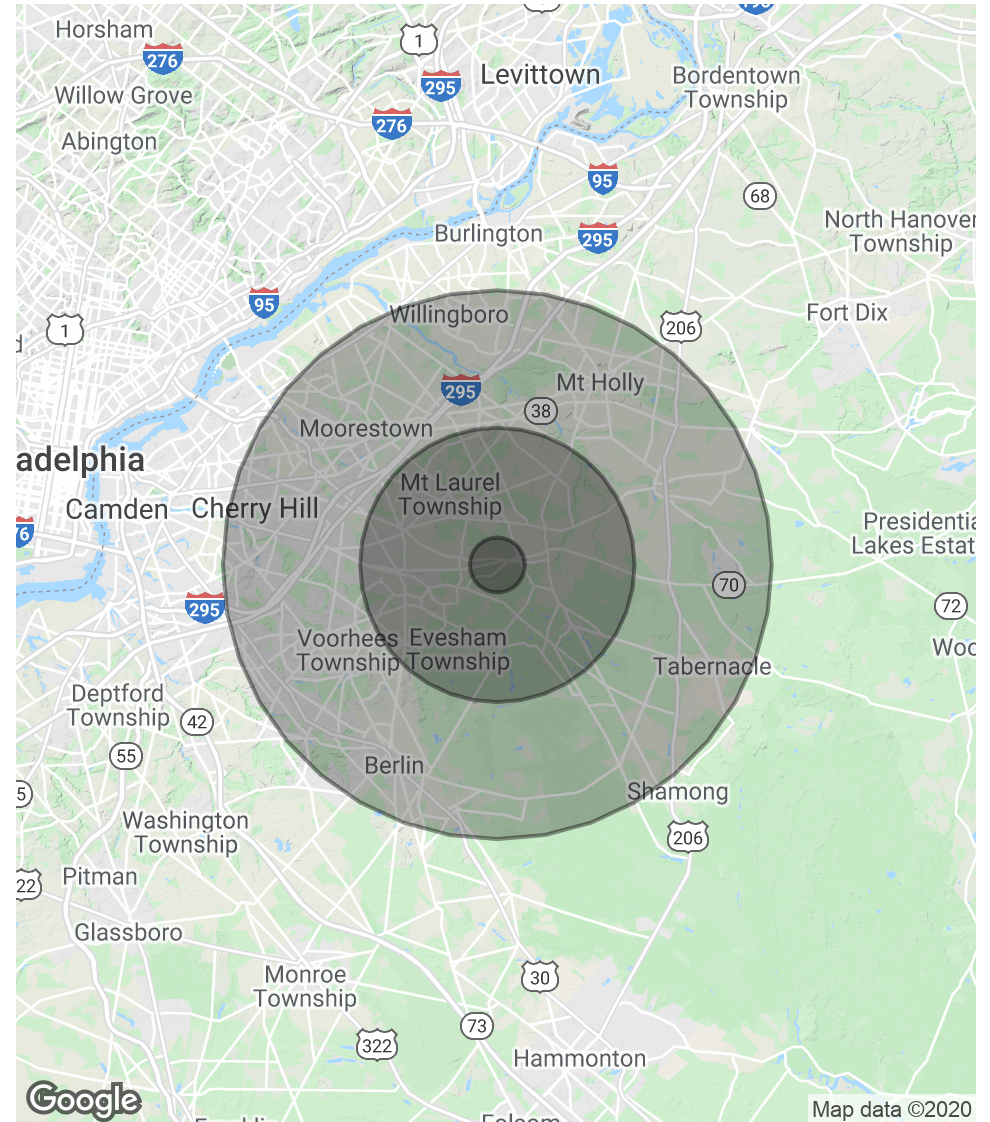 Horsham
1
195
276
295
Levittown
Bordentown
Township
Willow Grove
276
Abington
95
68
Burlington
295
North Hanover
Township
95
Willingboro
Fort Dix
1
206
d
295
Mt Holly
38
Moorestown
adelphia
Mt Laurel
Township
Camden
Cherry Hill
76
Presidentia
Lakes Estat
70
295
72
Voorhees
Township
Evesham
Township
Woo
Tabernacle
Deptford
Township
42
55
Berlin
5
Shamong
Washington
Township
206
22
Pitman
Glassboro
Monroe
Township
30
73
322
Hammonton
Google
Map data ©2020